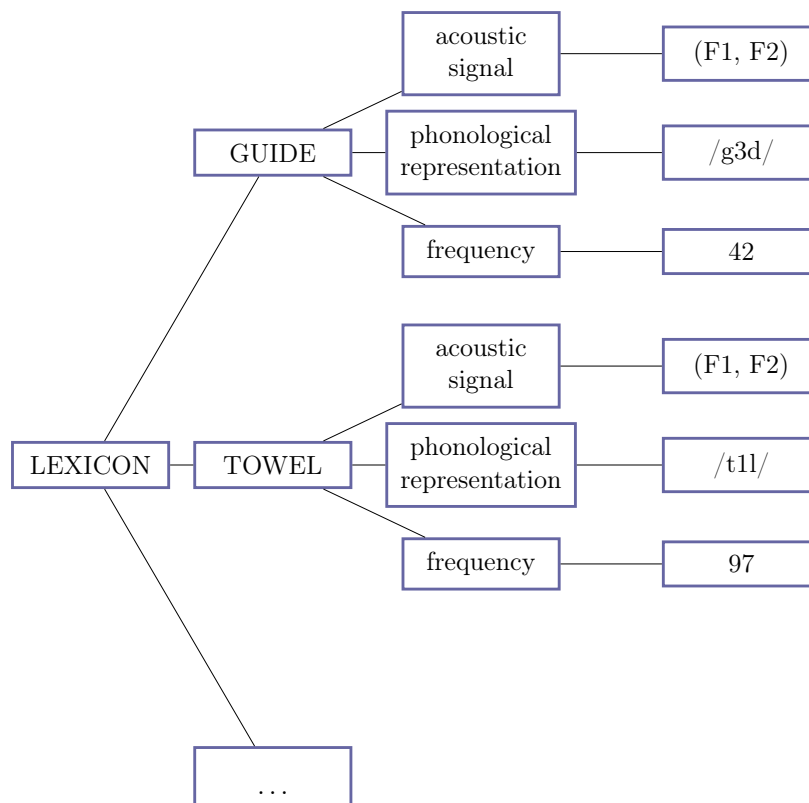 acoustic
signal
(F1, F2)
GUIDE
phonological
representation
/g3d/
frequency
42
acoustic
signal
(F1, F2)
LEXICON
TOWEL
phonological
representation
/t1l/
frequency
97
...